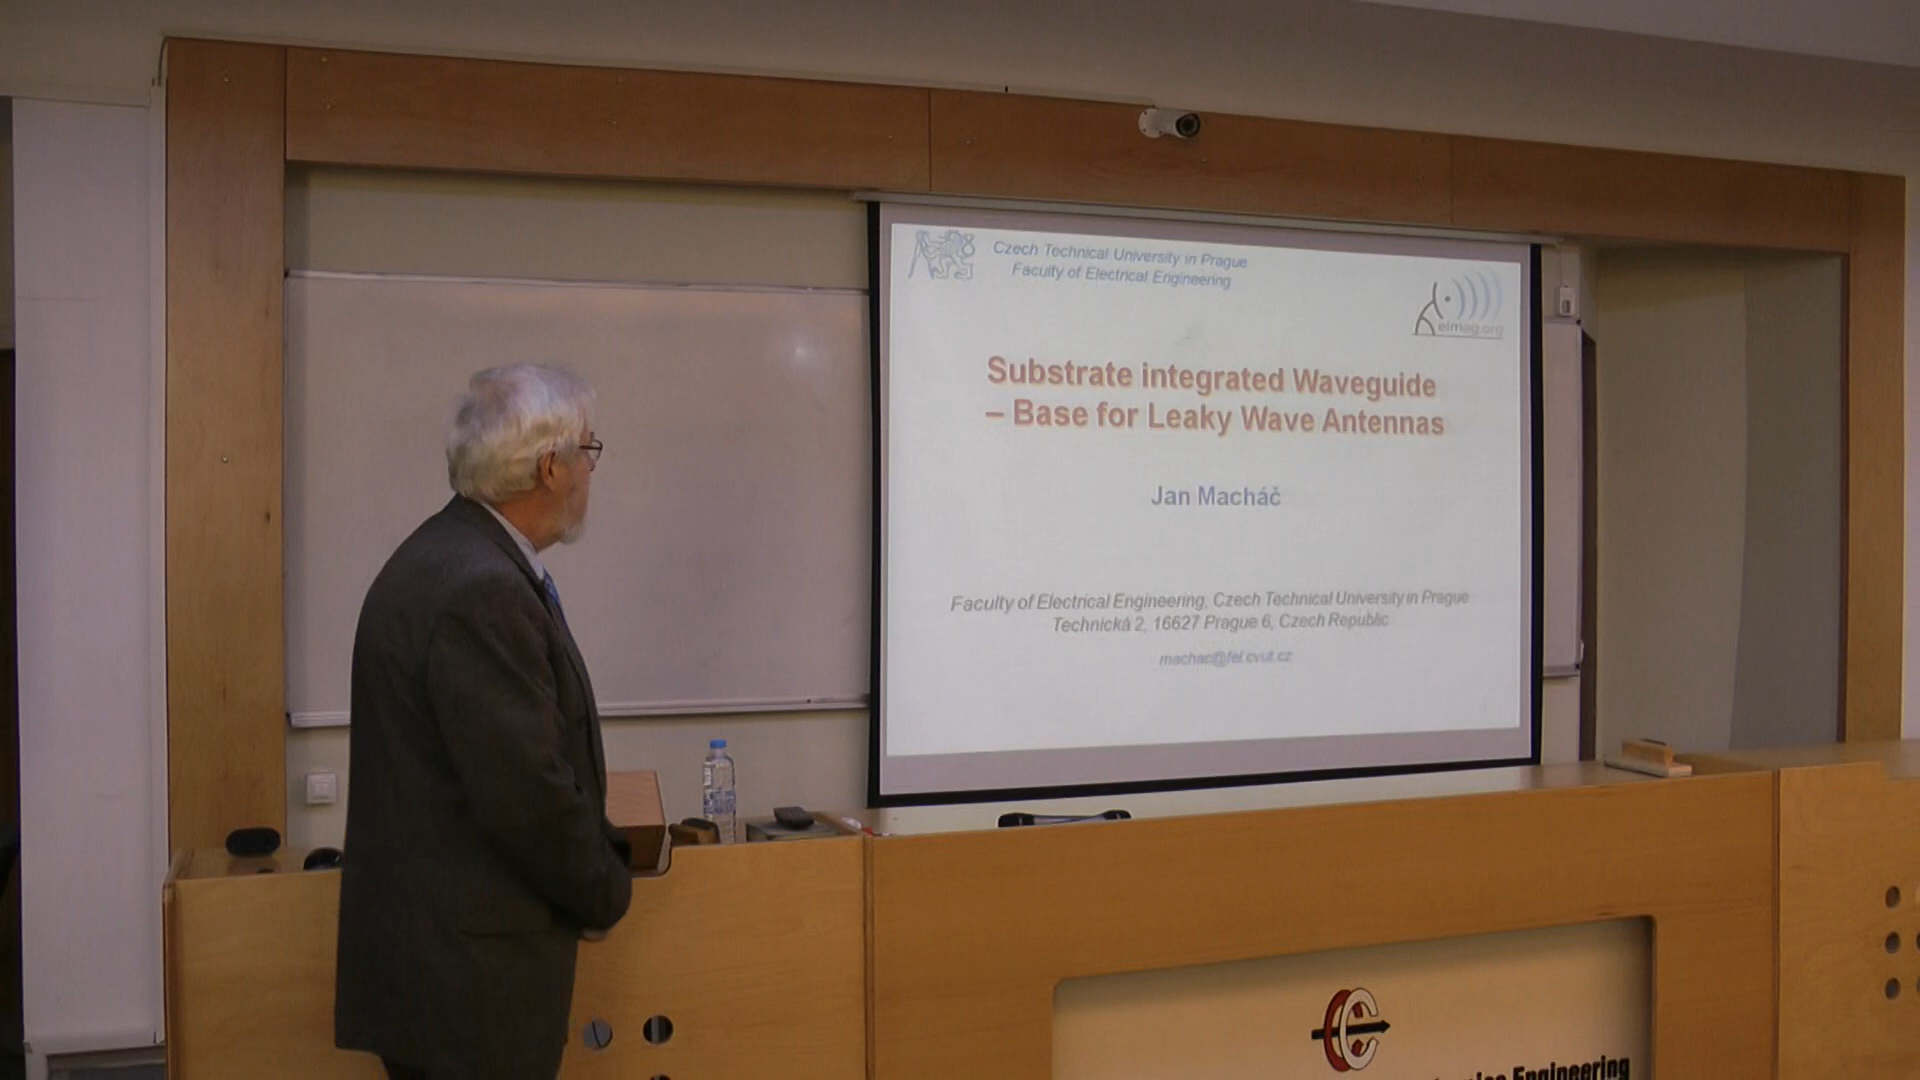 Czech Technical University in Prague
Faculty of Electrical Engineering
elmag.org
Substrate integrated Waveguide
– Base for Leaky Wave Antennas
Jan Macháč
Faculty of Electrical Engineering, Czech Technical University in Prague
Technická 2, 16627 Prague 6, Czech Republic
machac@fel.cvut.cz
Engineering